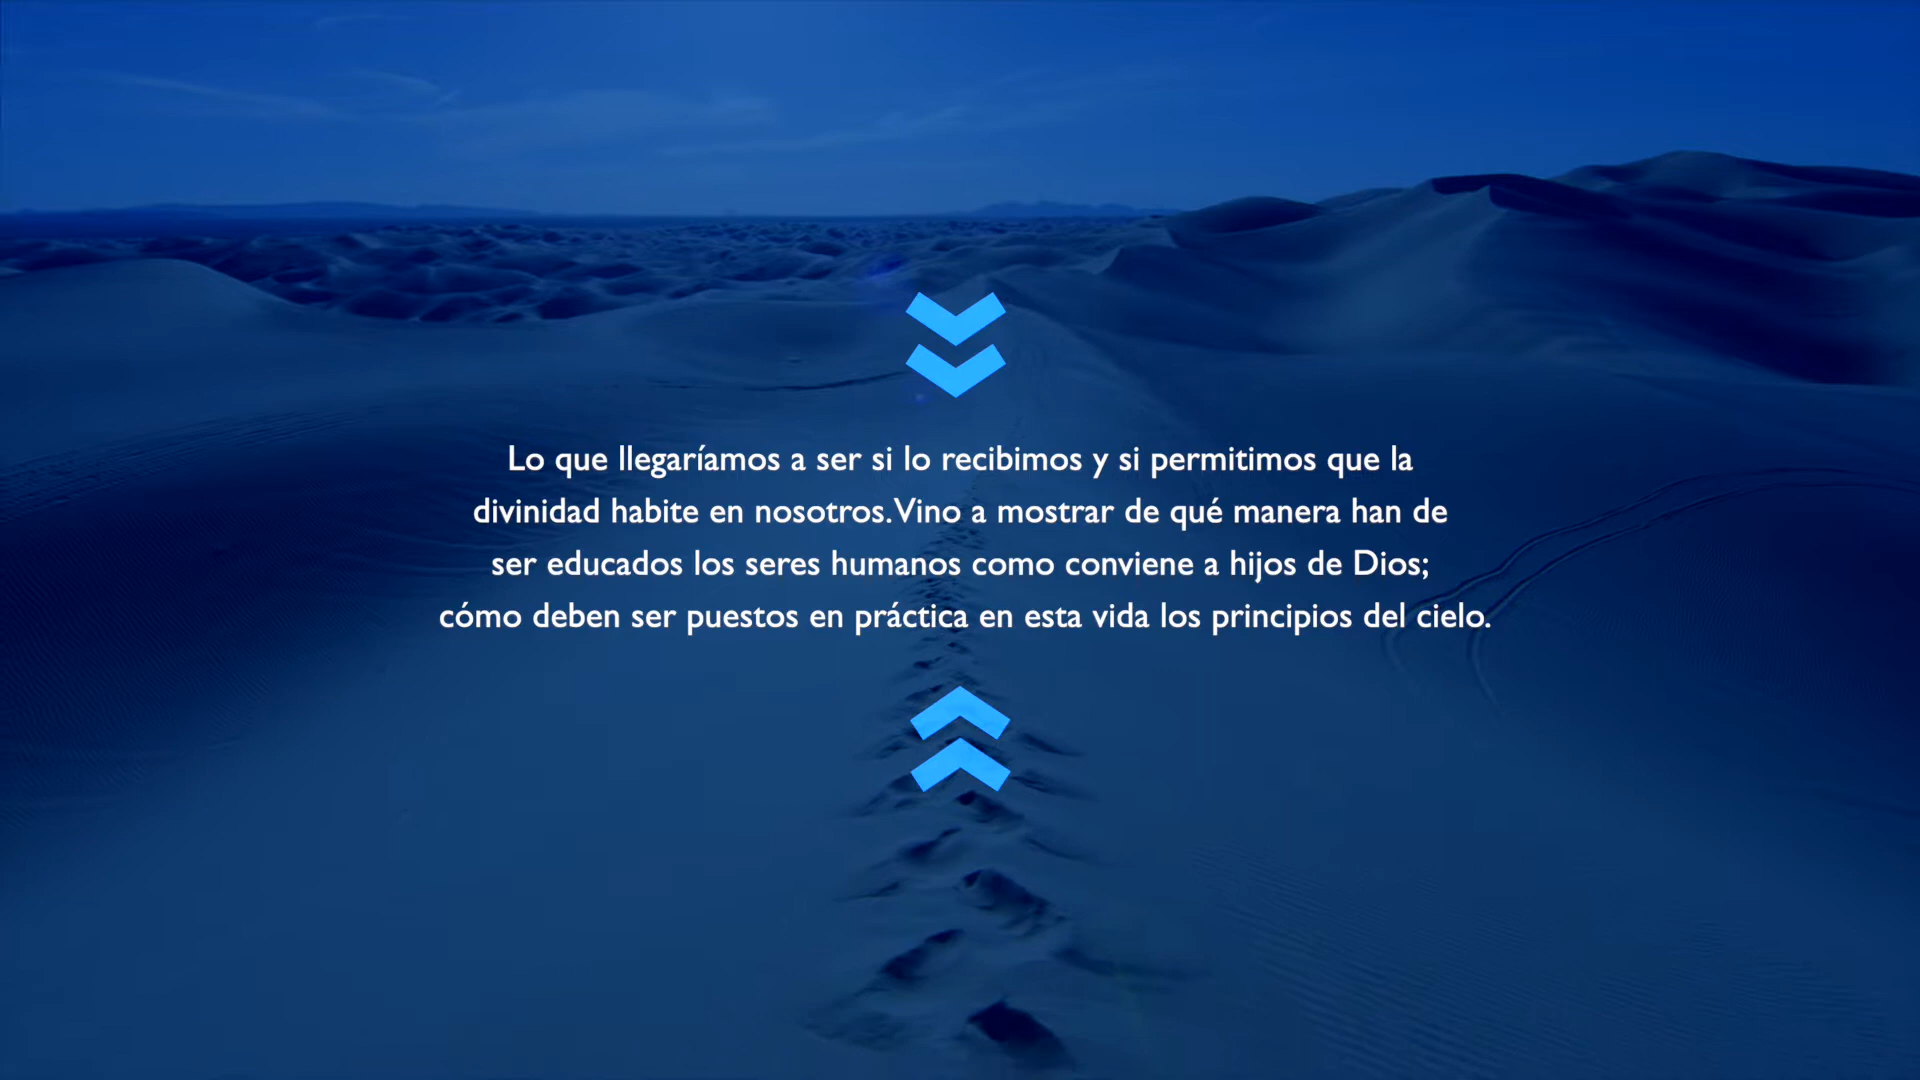 Lo que llegaríamos a ser si lo recibimos y si permitimos que la
divinidad habite en nosotros. Vino a mostrar de qué manera han de
ser educados los seres humanos como conviene a hijos de Dios;
cómo deben ser puestos en práctica en esta vida los principios del cielo.